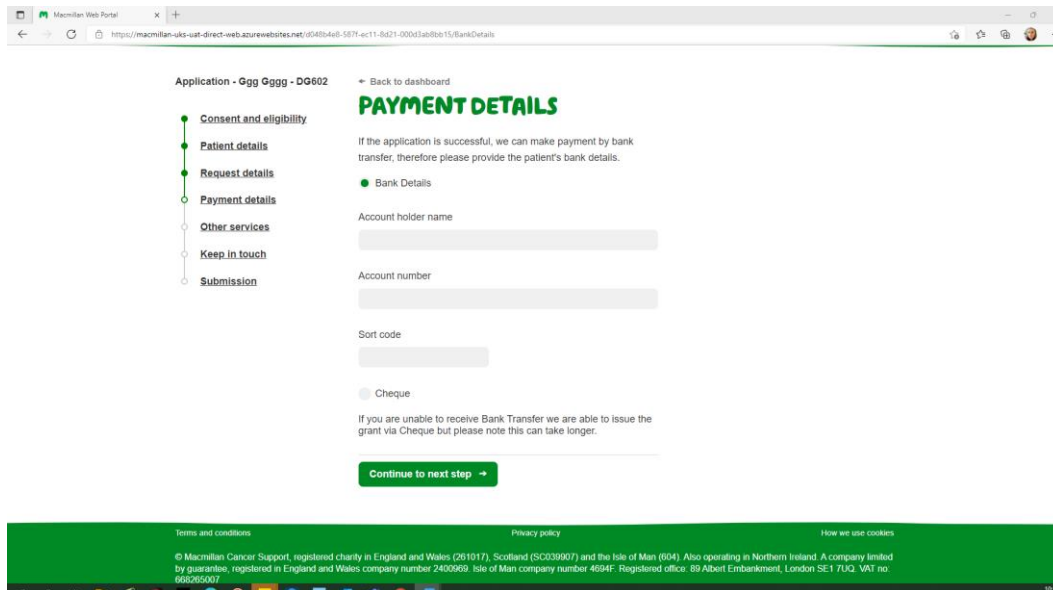 Macmillan Web Portal
https://macmillan-uks-uat-direct-web.azurewebsites.net/d048b4e8-587f-ec11-8d21-000d3ab8bb15/BankDetails
Application - Ggg Gggg - DG602
Consent and eligibility
Patient details
Request details
Payment details
Other services
Keep in touch
Submission
← Back to dashboard
PAYMENT DETAILS
If the application is successful, we can make payment by bank
transfer, therefore please provide the patient's bank details.
Bank Details
Account holder name
Account number
Sort code
Cheque
If you are unable to receive Bank Transfer we are able to issue the
grant via Cheque but please note this can take longer.
Continue to next step →
Terms and conditions
Privacy policy
How we use cookies
© Macmillan Cancer Support, registered charity in England and Wales (261017), Scotland (SC039907) and the Isle of Man (604). Also operating in Northern Ireland. A company limited
by guarantee, registered in England and Wales company number 2400969. Isle of Man company number 4694F. Registered office: 89 Albert Embankment, London SE1 7UQ. VAT no:
668265007